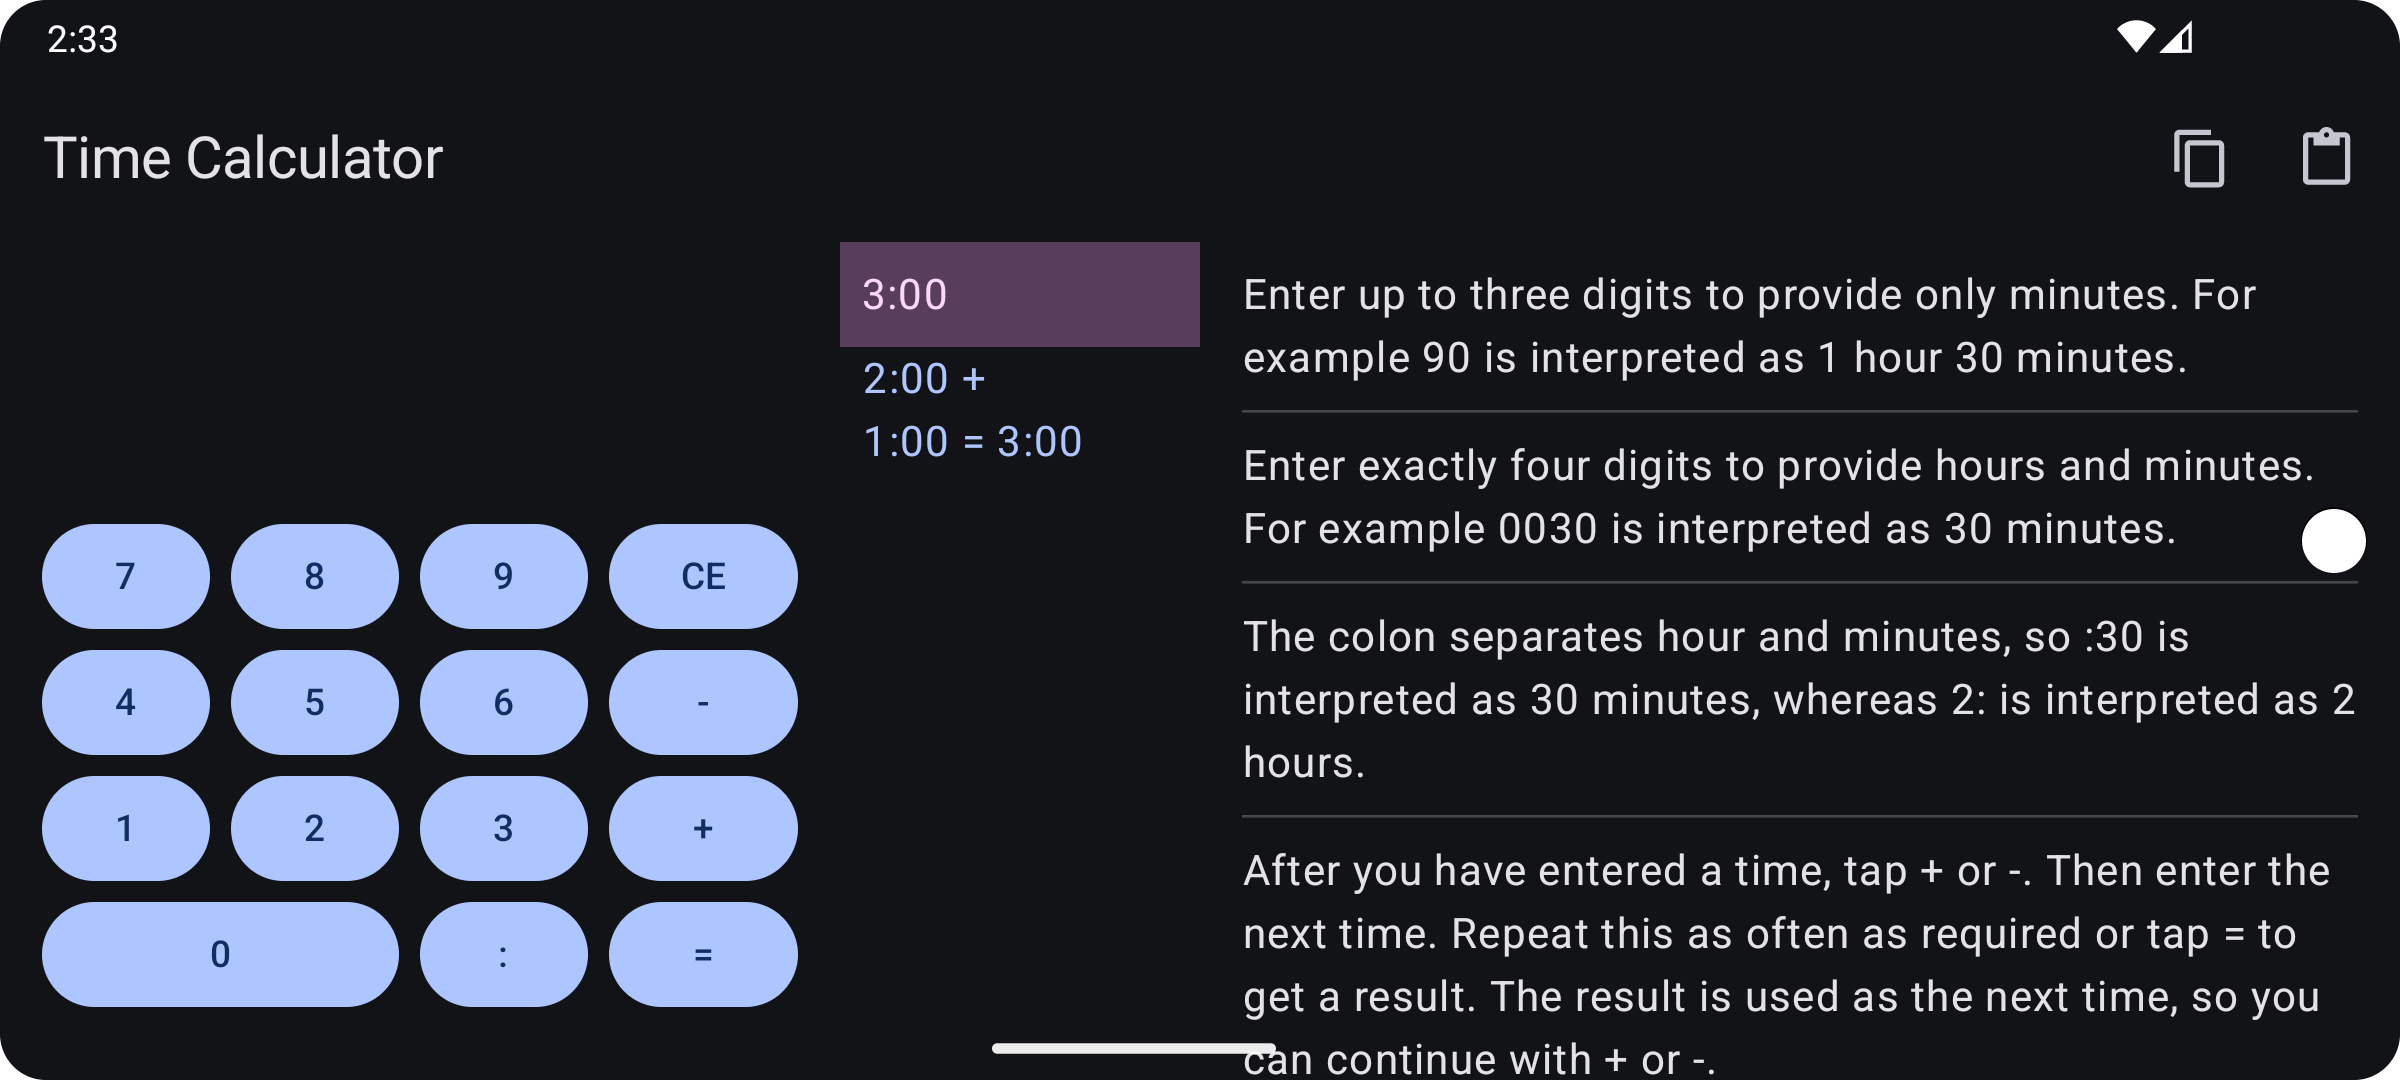 2:33
Time Calculator
3:00
2:00 +
1:00 = 3:00
7 8 9 CE
4 5 6 -
1 2 3 +
0 : =
Enter up to three digits to provide only minutes. For
example 90 is interpreted as 1 hour 30 minutes.
Enter exactly four digits to provide hours and minutes.
For example 0030 is interpreted as 30 minutes.
The colon separates hour and minutes, so :30 is
interpreted as 30 minutes, whereas 2: is interpreted as 2
hours.
After you have entered a time, tap + or -. Then enter the
next time. Repeat this as often as required or tap = to
get a result. The result is used as the next time, so you
can continue with + or -.